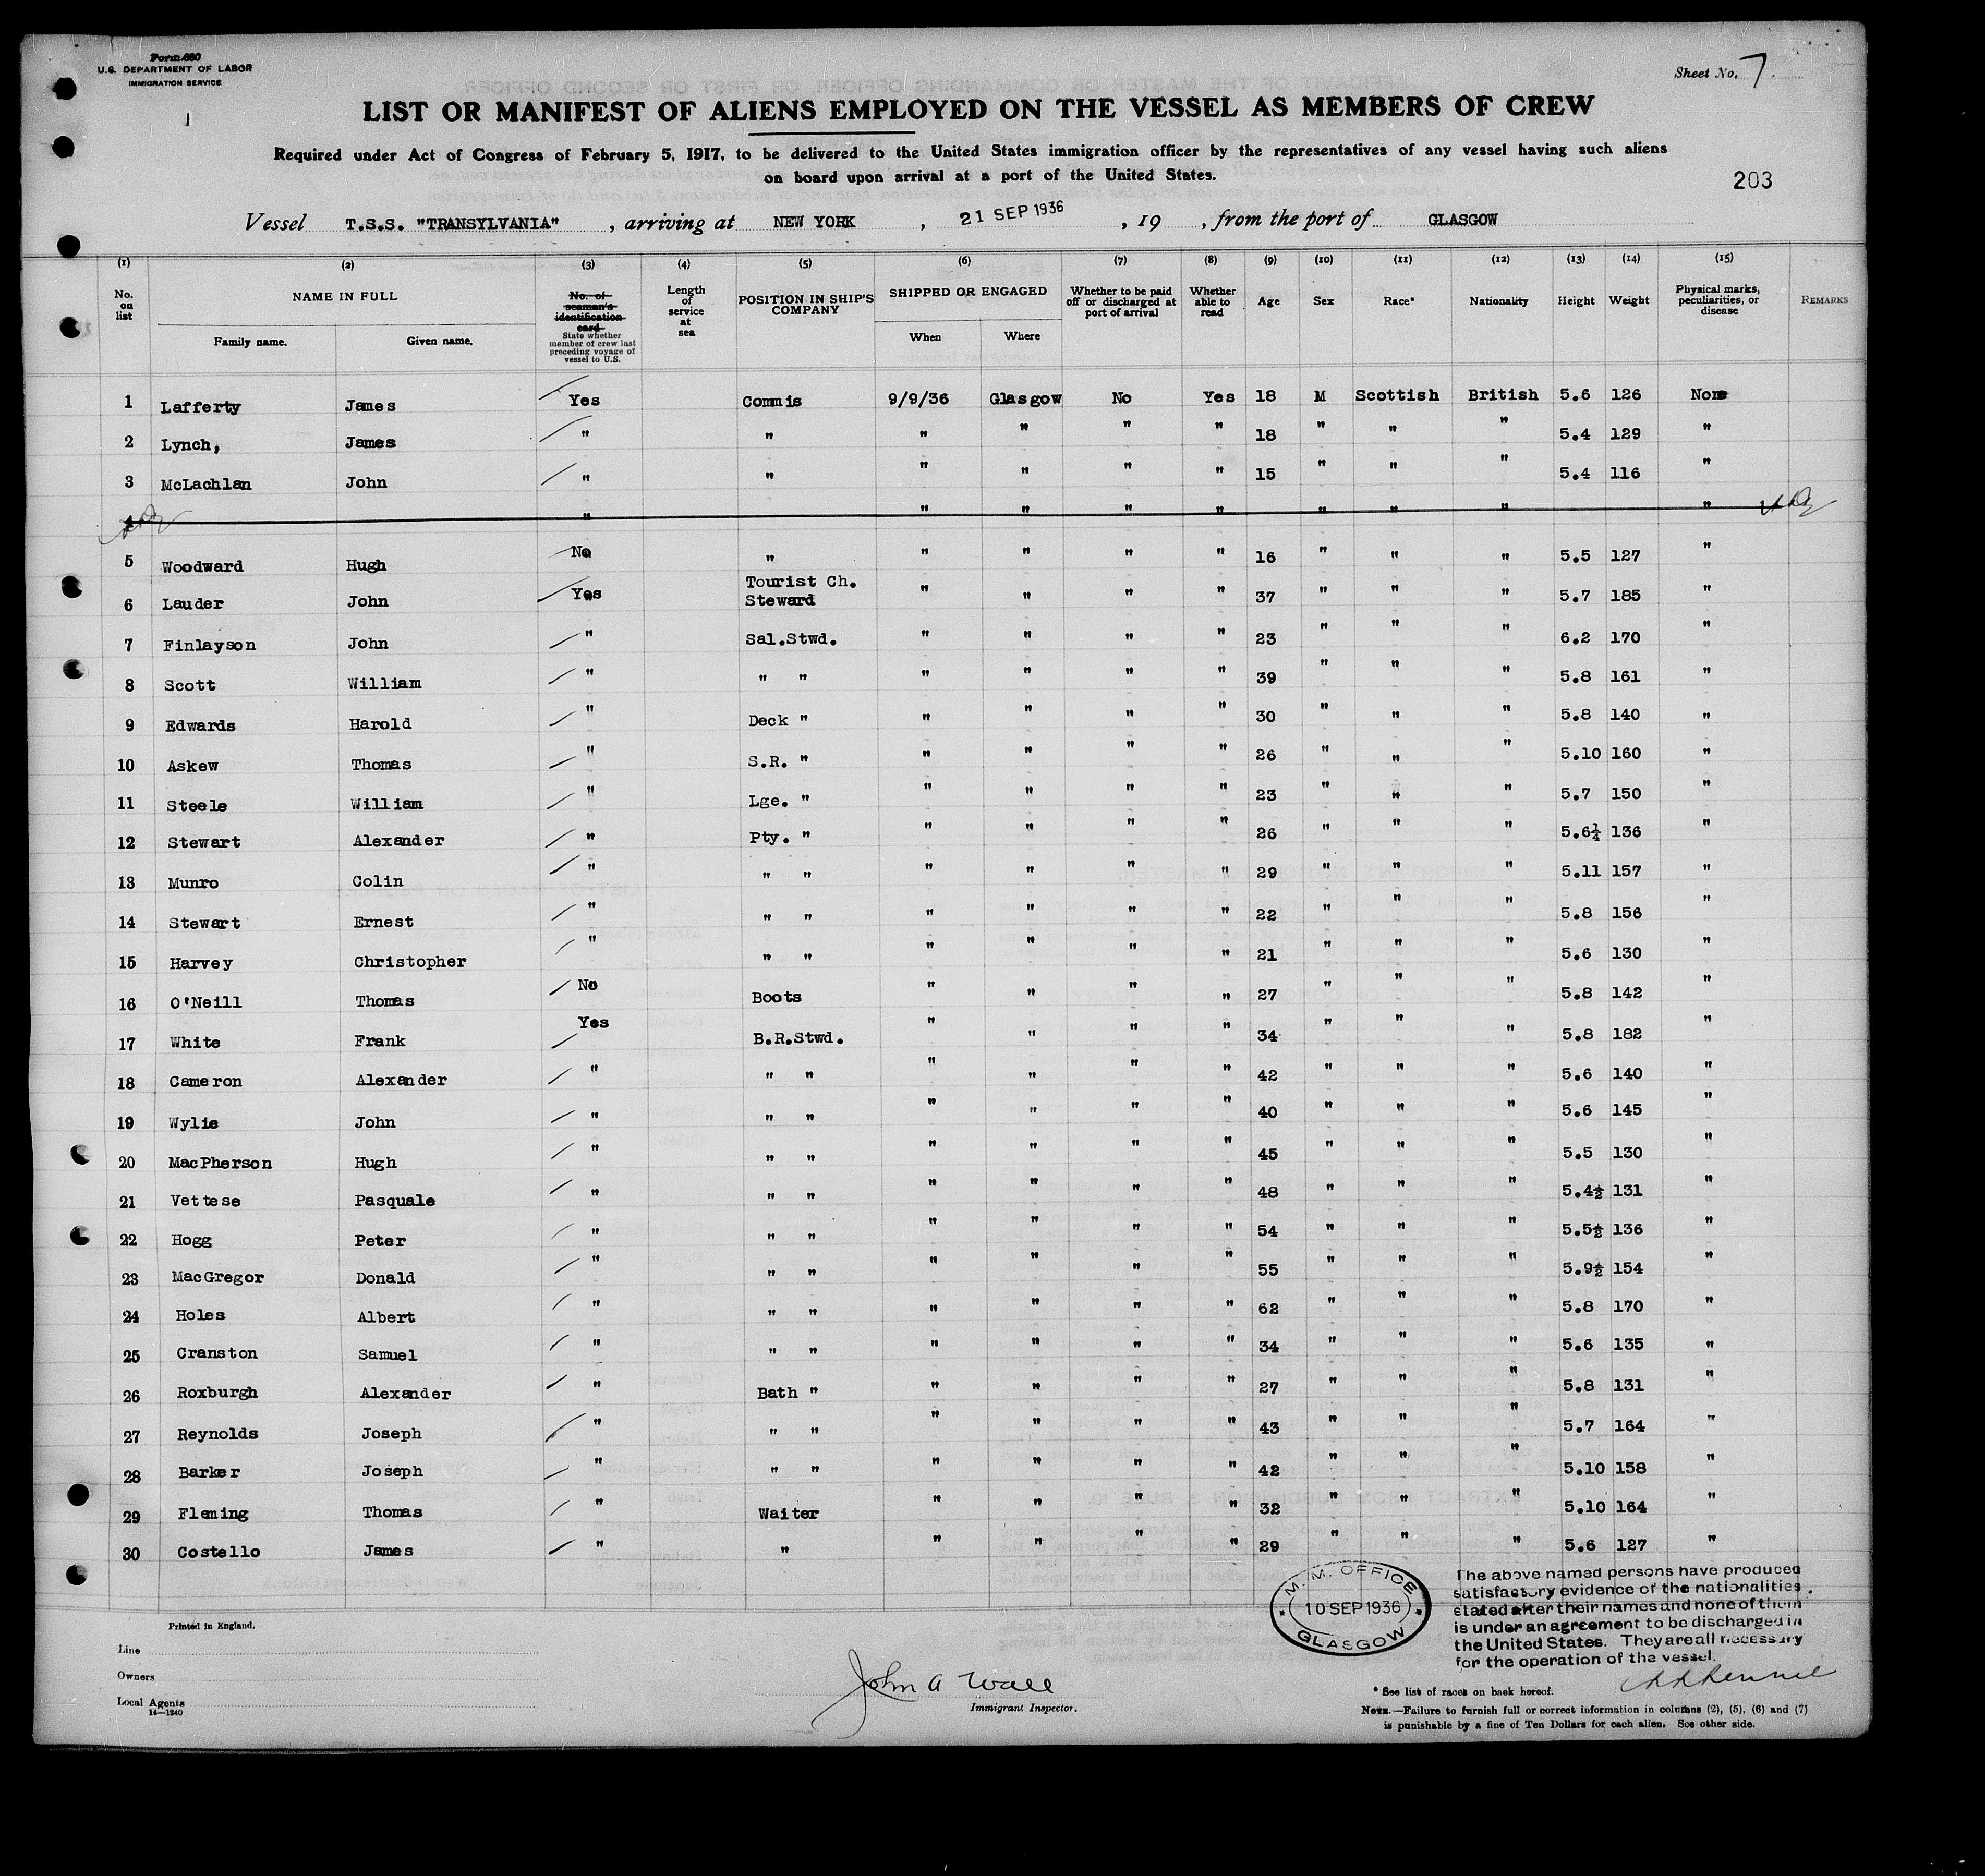 Form 680
U.S. DEPARTMENT OF LABOR
IMMIGRATION SERVICE
Sheet No. 7
LIST OR MANIFEST OF ALIENS EMPLOYED ON THE VESSEL AS MEMBERS OF CREW
Required under Act of Congress of February 5, 1917, to be delivered to the United States immigration officer by the representatives of any vessel having such aliens
on board upon arrival at a port of the United States.
203
Vessel T.S.S. "TRANSYLVANIA", arriving at NEW YORK, 21 SEP 1936, 19 , from the port of GLASGOW
(1) (2) (3) (4) (5) (6) (7) (8) (9) (10) (11) (12) (13) (14) (15)
No. on list NAME IN FULL Family name. Given name. No. of seaman's identification card State whether member of crew last preceding voyage of vessel to U.S. Length of service at sea POSITION IN SHIP'S COMPANY SHIPPED OR ENGAGED When Where Whether to be paid off or discharged at port of arrival Whether able to read Age Sex Race* Nationality Height Weight Physical marks, peculiarities, or disease REMARKS
1 Lafferty James Yes Commis 9/9/36 Glasgow No Yes 18 M Scottish British 5.6 126 None
2 Lynch, James " " " " " " 18 " " " 5.4 129 "
3 McLachlan John " " " " " " 15 " " " 5.4 116 "
4 " " " " " " " " "
5 Woodward Hugh No " " " " " 16 " " " 5.5 127 "
6 Lauder John Yes Tourist Ch. Steward " " " " 37 " " " 5.7 185 "
7 Finlayson John " Sal.Stwd. " " " " 23 " " " 6.2 170 "
8 Scott William " " " " " " " 39 " " " 5.8 161 "
9 Edwards Harold " Deck " " " " " 30 " " " 5.8 140 "
10 Askew Thomas " S.R. " " " " " 26 " " " 5.10 160 "
11 Steele William " Lge. " " " " " 23 " " " 5.7 150 "
12 Stewart Alexander " Pty. " " " " " 26 " " " 5.6¼ 136 "
13 Munro Colin " " " " " " " 29 " " " 5.11 157 "
14 Stewart Ernest " " " " " " " 22 " " " 5.8 156 "
15 Harvey Christopher " " " " " " " 21 " " " 5.6 130 "
16 O'Neill Thomas No Boots " " " " 27 " " " 5.8 142 "
17 White Frank Yes B.R.Stwd. " " " " 34 " " " 5.8 182 "
18 Cameron Alexander " " " " " " " 42 " " " 5.6 140 "
19 Wylie John " " " " " " " 40 " " " 5.6 145 "
20 MacPherson Hugh " " " " " " " 45 " " " 5.5 130 "
21 Vettese Pasquale " " " " " " " 48 " " " 5.4½ 131 "
22 Hogg Peter " " " " " " " 54 " " " 5.5½ 136 "
23 MacGregor Donald " " " " " " " 55 " " " 5.9½ 154 "
24 Holes Albert " " " " " " " 62 " " " 5.8 170 "
25 Cranston Samuel " " " " " " " 34 " " " 5.6 135 "
26 Roxburgh Alexander " Bath " " " " " 27 " " " 5.8 131 "
27 Reynolds Joseph " " " " " " " 43 " " " 5.7 164 "
28 Barker Joseph " " " " " " " 42 " " " 5.10 158 "
29 Fleming Thomas " Waiter " " " " 32 " " " 5.10 164 "
30 Costello James " " " " " " 29 " " " 5.6 127 "
M.M. OFFICE
10 SEP 1936
GLASGOW
The above named persons have produced
satisfactory evidence of the nationalities
stated after their names and none of them
is under an agreement to be discharged in
the United States. They are all necessary
for the operation of the vessel.
Printed in England.
Line
Owners
Local Agents
14—1240
John A Wall
Immigrant Inspector.
* See list of races on back hereof.
NOTE.—Failure to furnish full or correct information in columns (2), (5), (6) and (7)
is punishable by a fine of Ten Dollars for each alien. See other side.